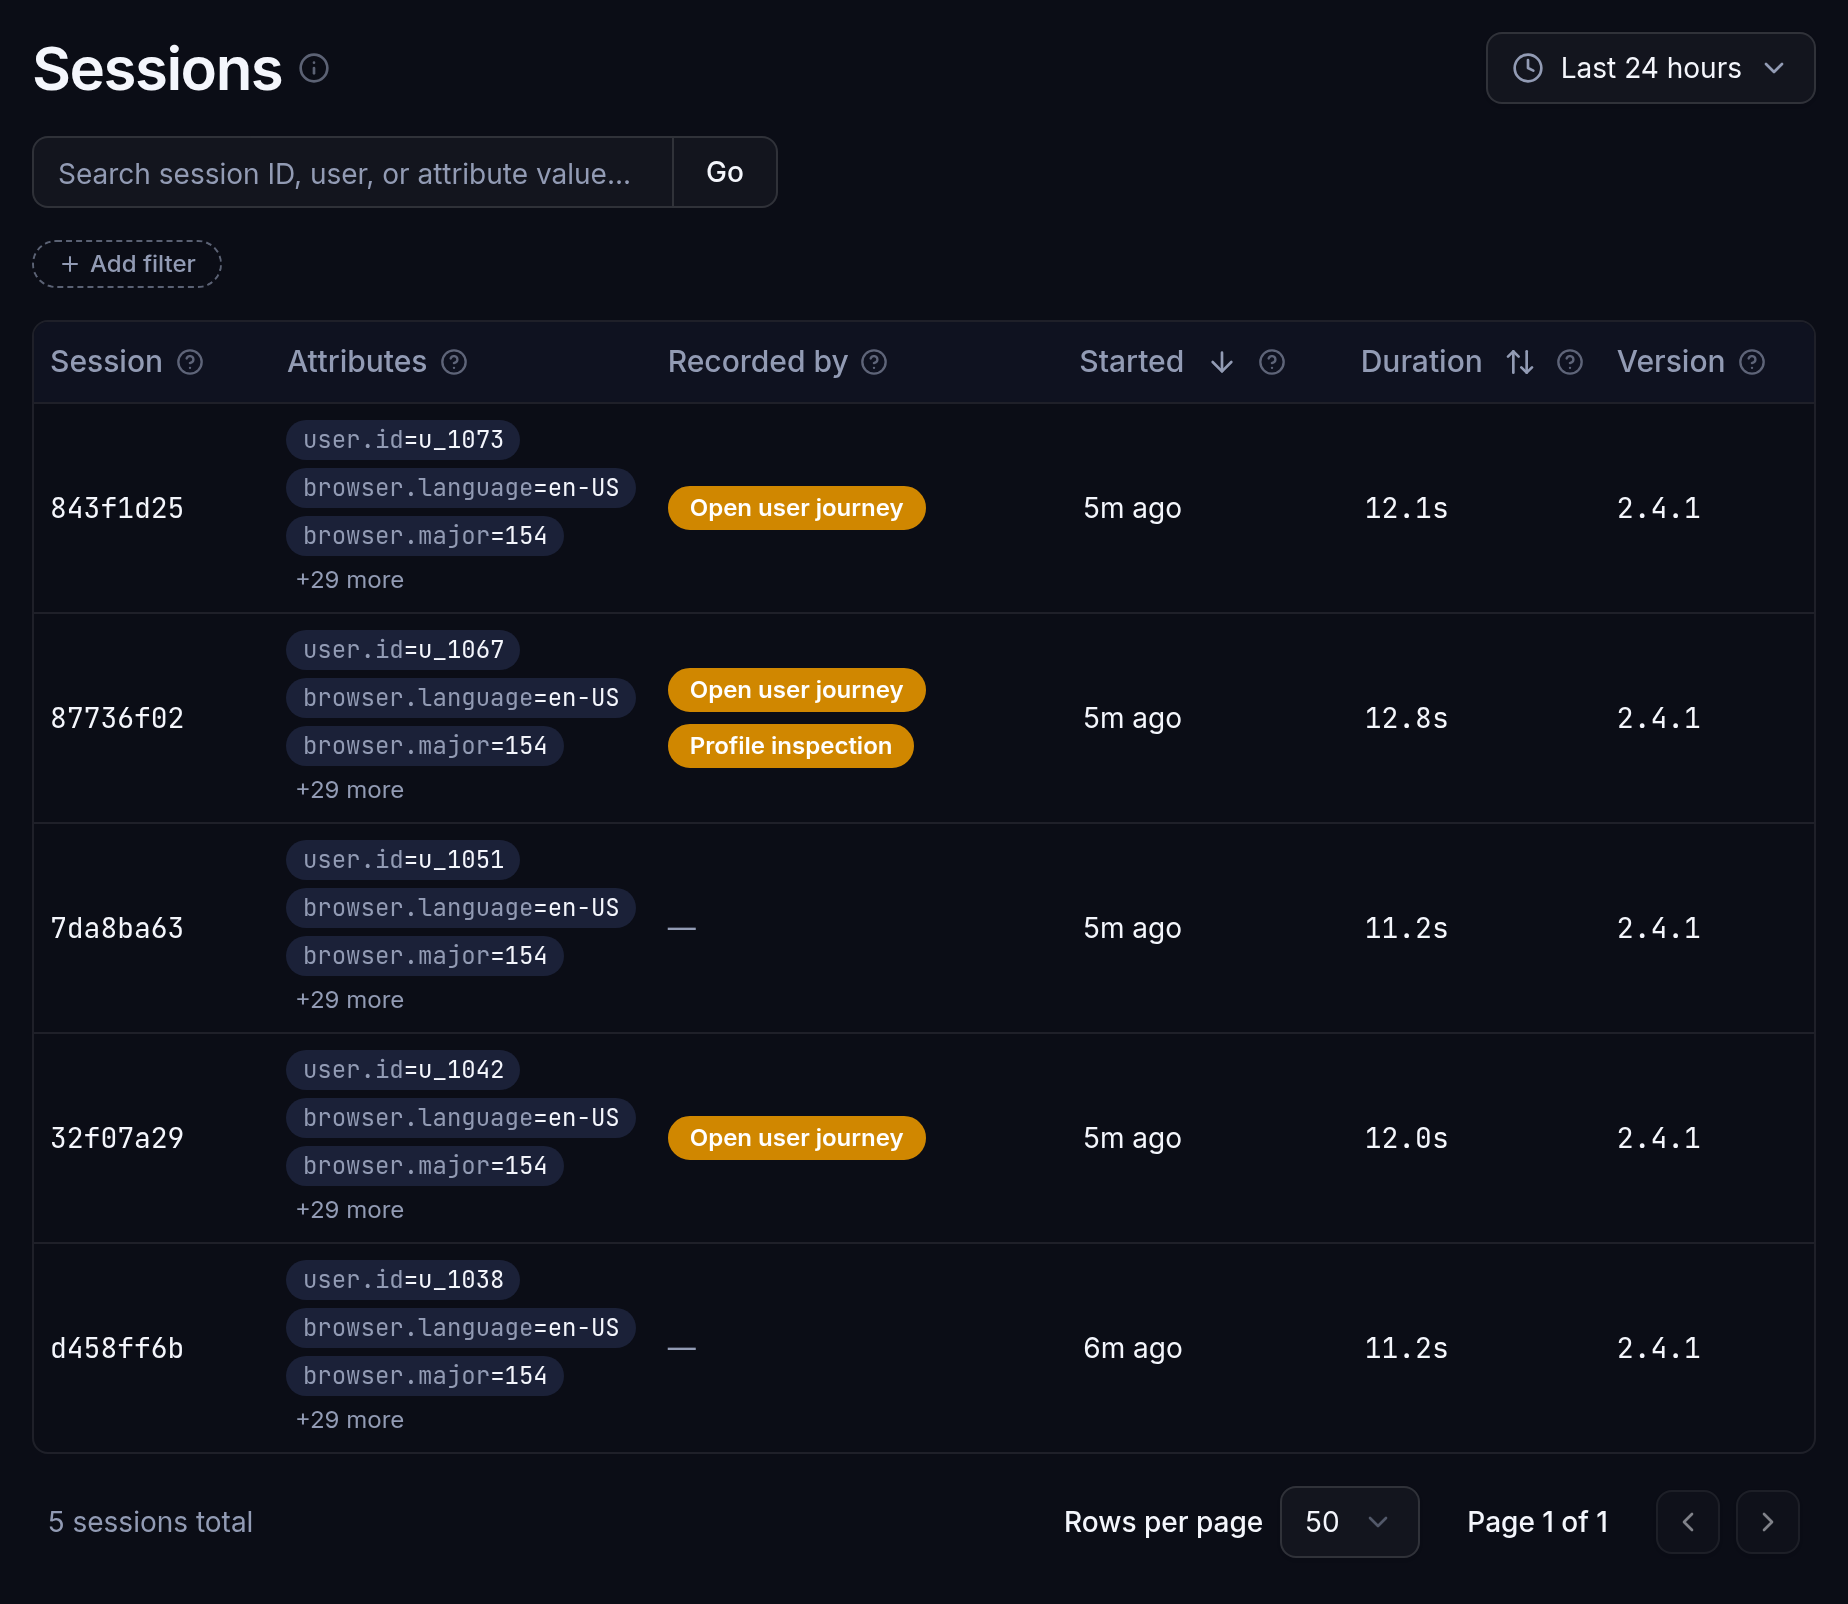 Sessions
Last 24 hours
Search session ID, user, or attribute value...
Go
+ Add filter
Session Attributes Recorded by Started Duration Version
843f1d25
user.id=u_1073
browser.language=en-US
browser.major=154
+29 more
Open user journey
5m ago
12.1s
2.4.1
87736f02
user.id=u_1067
browser.language=en-US
browser.major=154
+29 more
Open user journey
Profile inspection
5m ago
12.8s
2.4.1
7da8ba63
user.id=u_1051
browser.language=en-US
browser.major=154
+29 more
—
5m ago
11.2s
2.4.1
32f07a29
user.id=u_1042
browser.language=en-US
browser.major=154
+29 more
Open user journey
5m ago
12.0s
2.4.1
d458ff6b
user.id=u_1038
browser.language=en-US
browser.major=154
+29 more
—
6m ago
11.2s
2.4.1
5 sessions total
Rows per page 50
Page 1 of 1